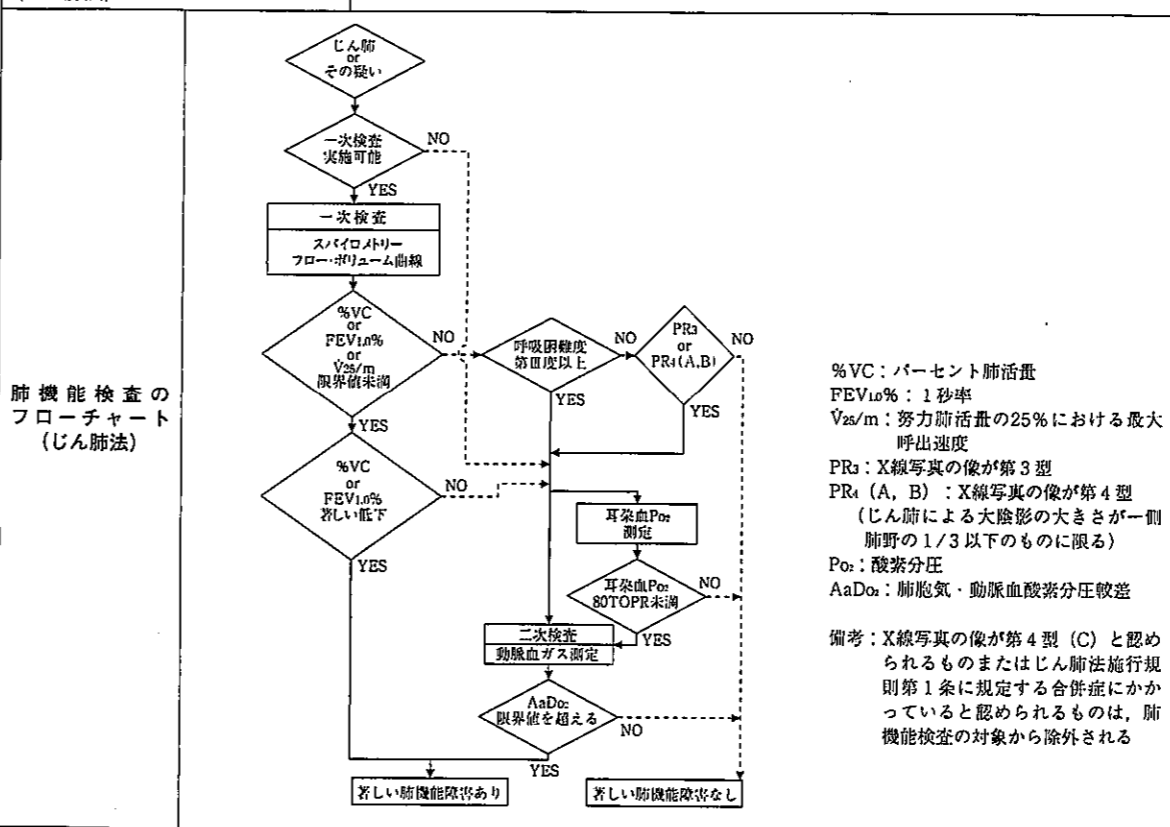 肺機能検査の
フローチャート
(じん肺法)
じん肺
or
その疑い
一次検査
実施可能
NO
YES
一次検査
スパイロメトリー
フロー・ボリューム曲線
%VC
or
FEV1.0%
or
V̇25/m
限界値未満
NO
YES
呼吸困難度
第Ⅲ度以上
NO
YES
PR3
or
PR4(A,B)
NO
YES
%VC
or
FEV1.0%
著しい低下
NO
YES
耳朶血Po2
測定
耳朶血Po2
80TOPR未満
NO
YES
二次検査
動脈血ガス測定
AaDo2
限界値を超える
NO
YES
著しい肺機能障害あり
著しい肺機能障害なし
%VC：パーセント肺活量
FEV1.0%：1秒率
V̇25/m：努力肺活量の25%における最大
呼出速度
PR3：X線写真の像が第3型
PR4（A, B）：X線写真の像が第4型
（じん肺による大陰影の大きさが一側
肺野の1/3以下のものに限る）
Po2：酸素分圧
AaDo2：肺胞気・動脈血酸素分圧較差
備考：X線写真の像が第4型（C）と認め
られるものまたはじん肺法施行規
則第1条に規定する合併症にかか
っていると認められるものは，肺
機能検査の対象から除外される